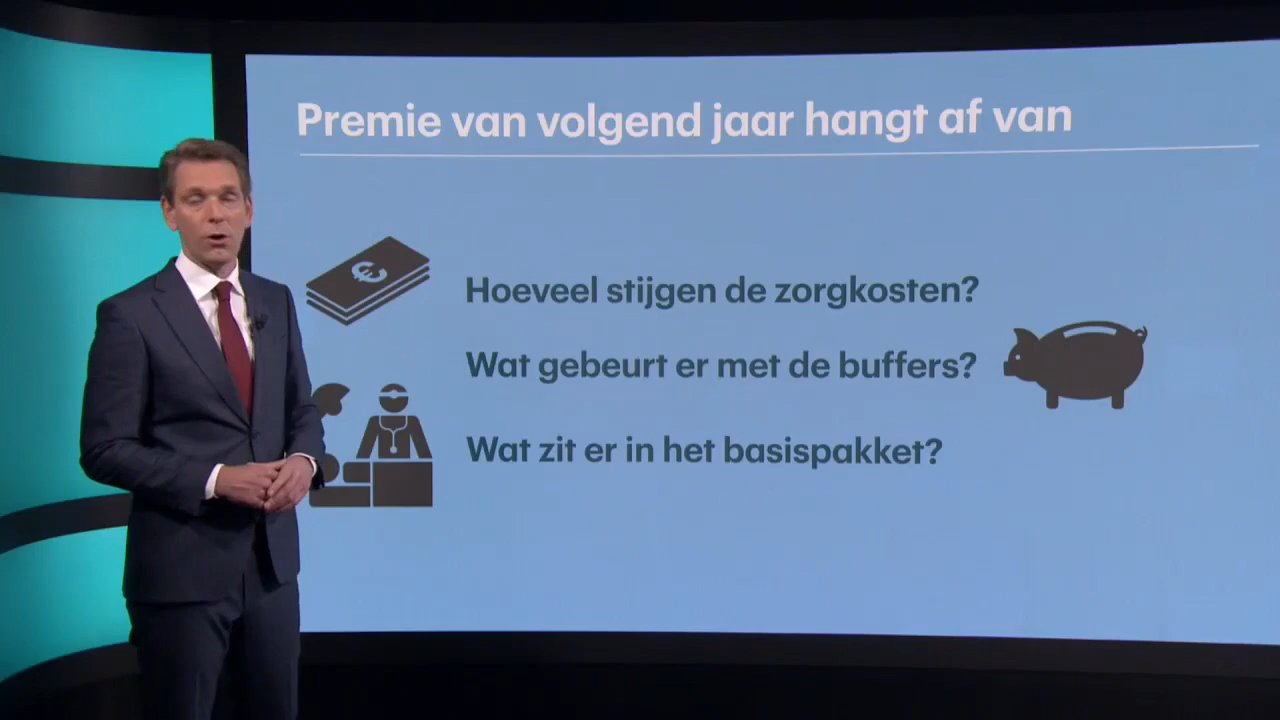 Premie van volgend jaar hangt af van
€
Hoeveel stijgen de zorgkosten?
Wat gebeurt er met de buffers?
Wat zit er in het basispakket?